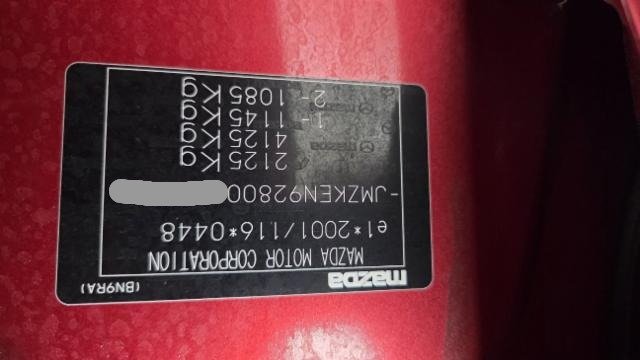 mazda (BN9RA)
MAZDA MOTOR CORPORATION
e1*2001/116*0448
-JMZKEN92800
2125 Kg
4125 Kg
1- 1145 Kg
2- 1085 Kg